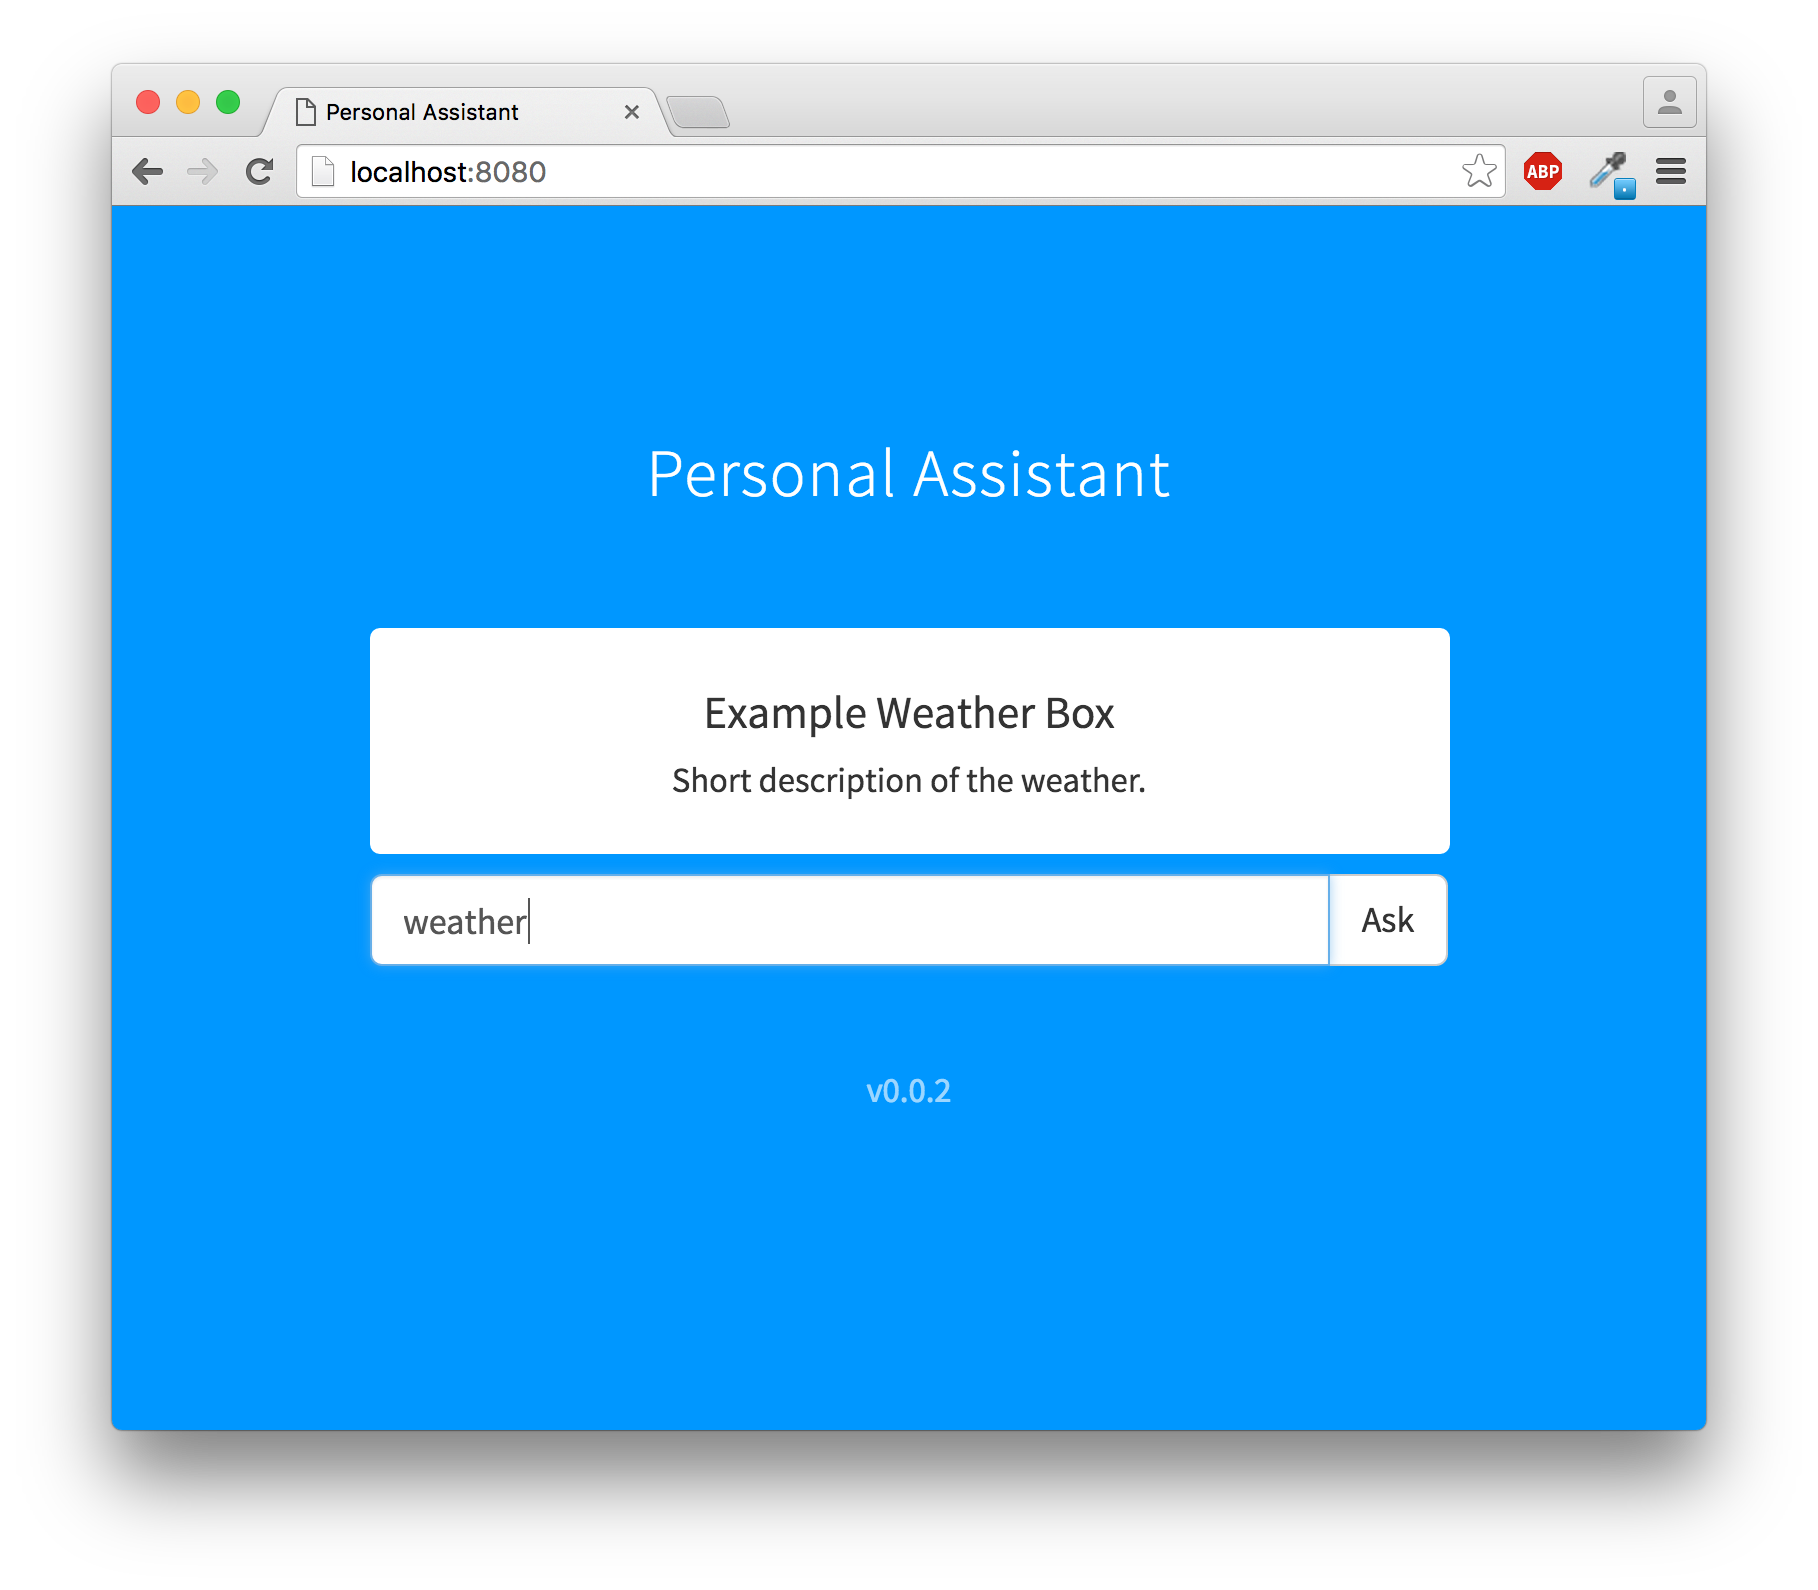 Personal Assistant
localhost:8080
ABP
Personal Assistant
Example Weather Box
Short description of the weather.
weather
Ask
v0.0.2